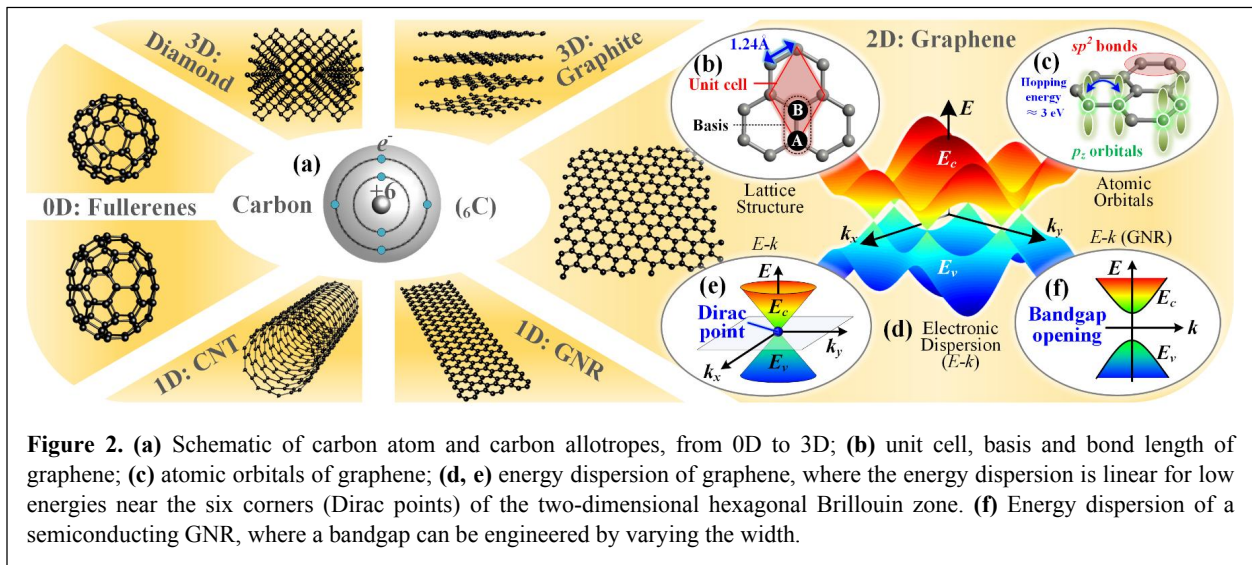 3D: Diamond
3D: Graphite
2D: Graphene
0D: Fullerenes
(a)
e-
+6
Carbon
(₆C)
1D: CNT
1D: GNR
(b)
1.24Å
Unit cell
Basis
B
A
Lattice
Structure
(c)
sp² bonds
Hopping
energy
≈ 3 eV
p_z orbitals
Atomic
Orbitals
E
E_c
E_v
k_x
k_y
(d)
Electronic
Dispersion
(E-k)
E-k
(e)
E
E_c
Dirac
point
k_y
k_x
E_v
E-k (GNR)
(f)
E
E_c
Bandgap
opening
k
E_v
Figure 2. (a) Schematic of carbon atom and carbon allotropes, from 0D to 3D; (b) unit cell, basis and bond length of
graphene; (c) atomic orbitals of graphene; (d, e) energy dispersion of graphene, where the energy dispersion is linear for low
energies near the six corners (Dirac points) of the two-dimensional hexagonal Brillouin zone. (f) Energy dispersion of a
semiconducting GNR, where a bandgap can be engineered by varying the width.